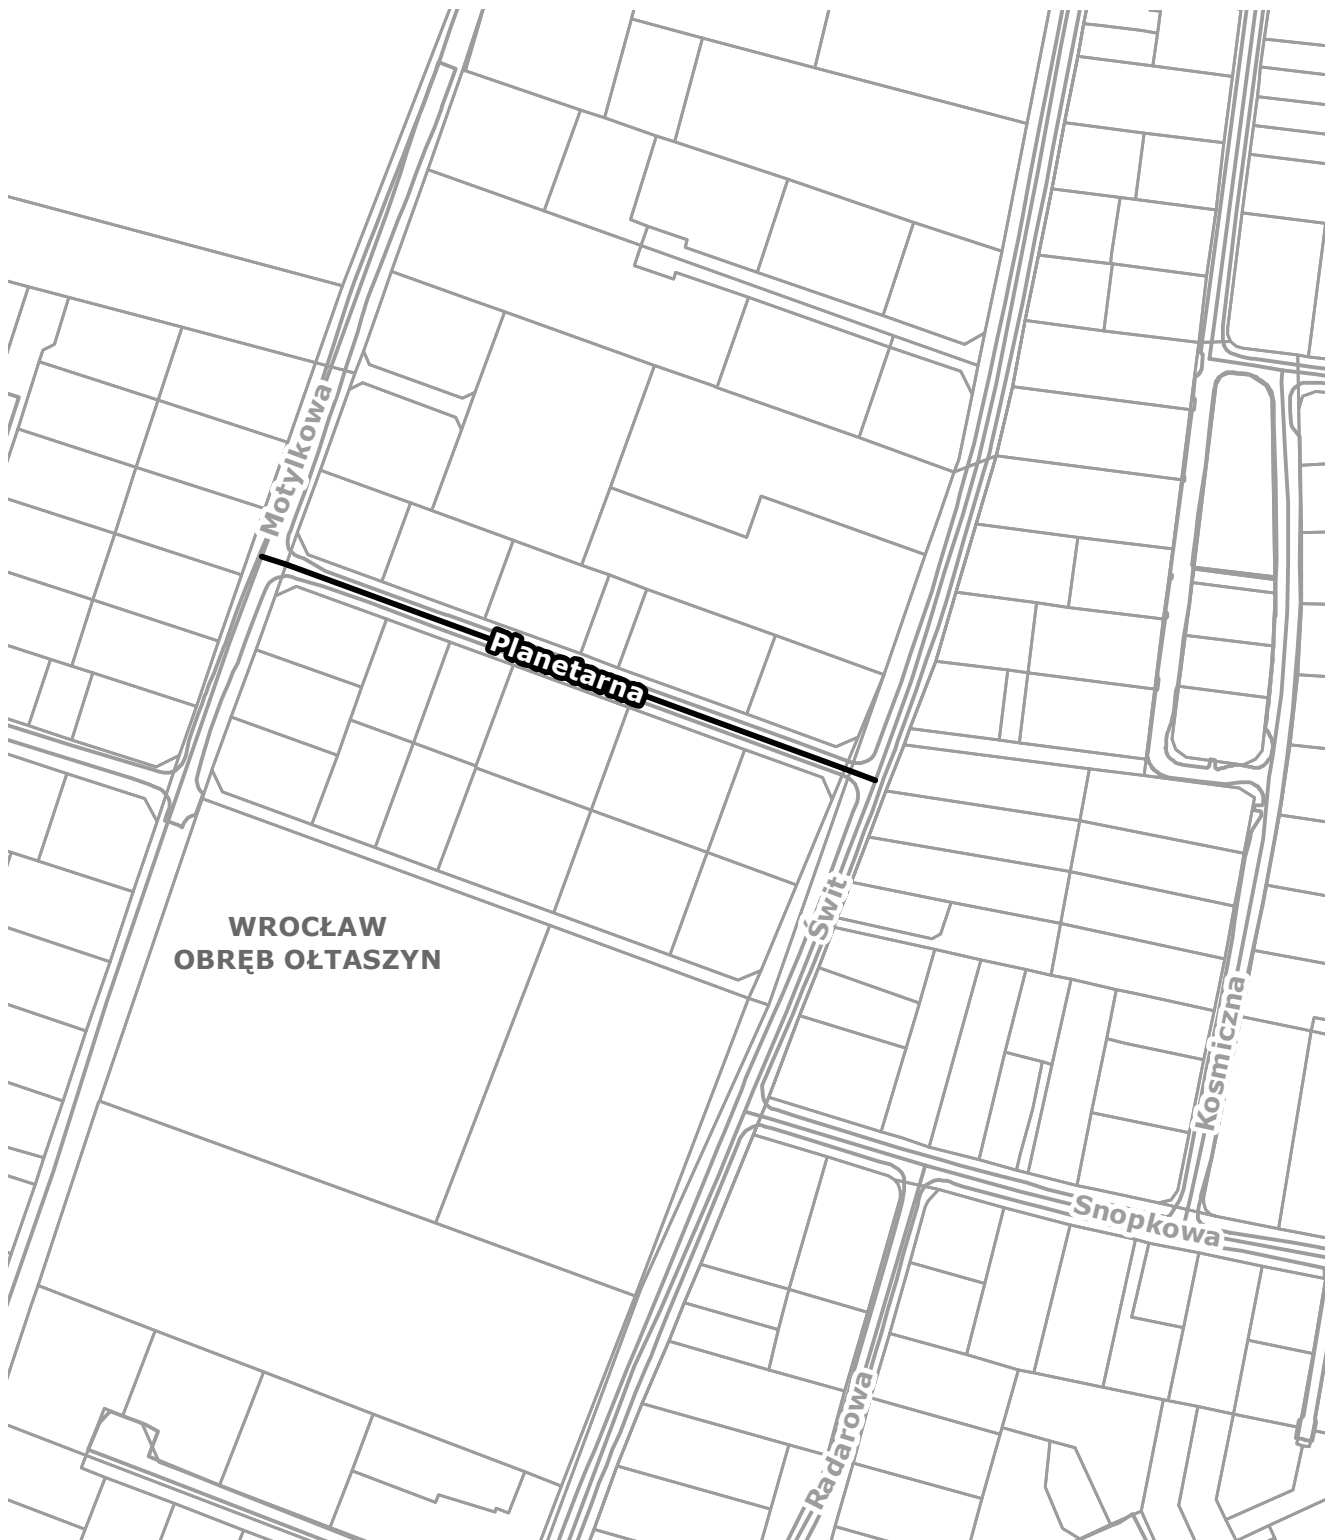 Motylkowa
Planetarna
Świt
WROCŁAW
OBRĘB OŁTASZYN
Kosmiczna
Snopkowa
Radarowa